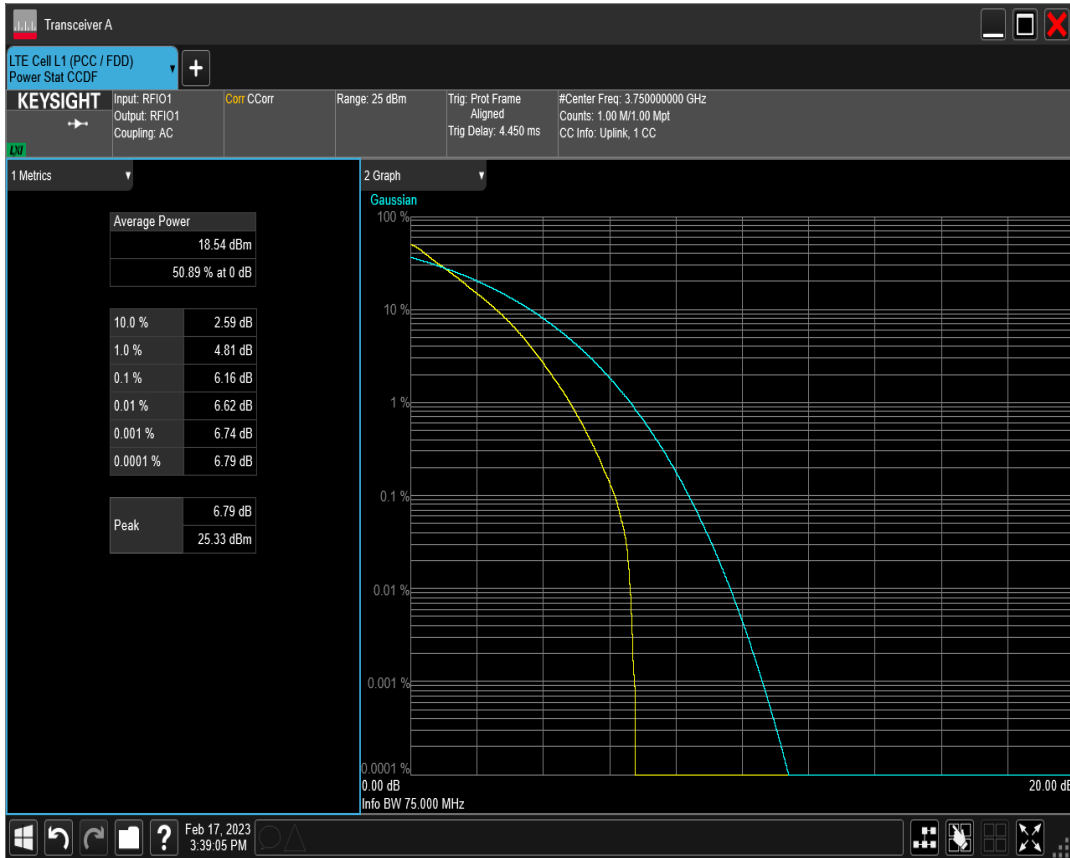 Transceiver A
LTE Cell L1 (PCC / FDD)
Power Stat CCDF
KEYSIGHT
LXI
Input: RFIO1
Output: RFIO1
Coupling: AC
Corr CCorr
Range: 25 dBm
Trig: Prot Frame
Aligned
Trig Delay: 4.450 ms
#Center Freq: 3.750000000 GHz
Counts: 1.00 M/1.00 Mpt
CC Info: Uplink, 1 CC
1 Metrics
Average Power
18.54 dBm
50.89 % at 0 dB
10.0 % 2.59 dB
1.0 % 4.81 dB
0.1 % 6.16 dB
0.01 % 6.62 dB
0.001 % 6.74 dB
0.0001 % 6.79 dB
Peak
6.79 dB
25.33 dBm
2 Graph
Gaussian
100 %
10 %
1 %
0.1 %
0.01 %
0.001 %
0.0001 %
0.00 dB 20.00 dB
Info BW 75.000 MHz
? Feb 17, 2023
3:39:05 PM